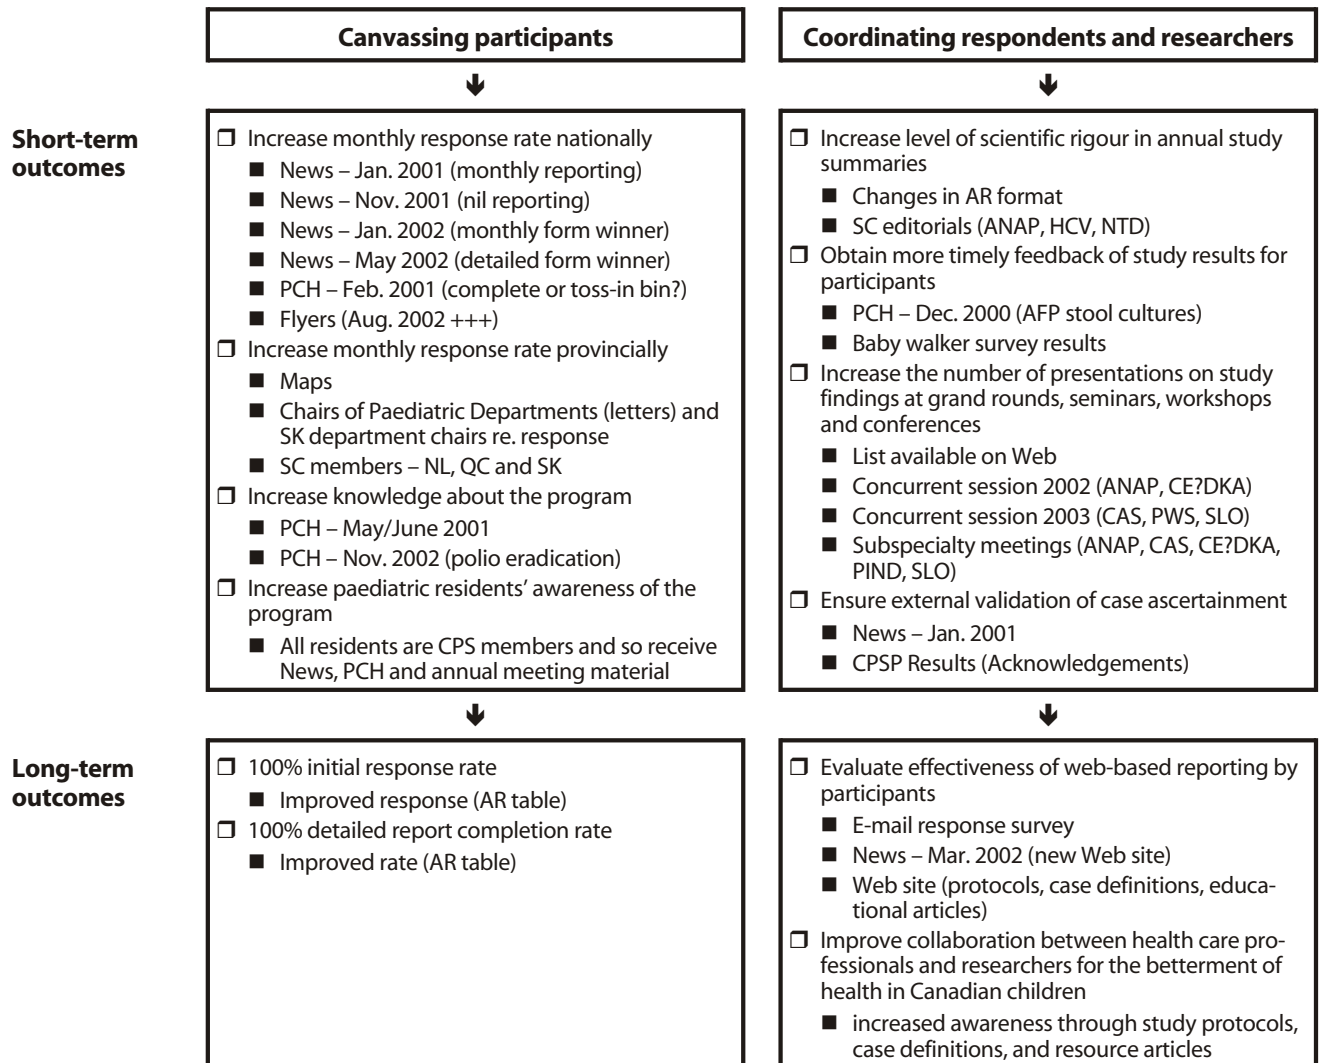 Canvassing participants
Coordinating respondents and researchers
Short-term
outcomes
❒ Increase monthly response rate nationally
■ News – Jan. 2001 (monthly reporting)
■ News – Nov. 2001 (nil reporting)
■ News – Jan. 2002 (monthly form winner)
■ News – May 2002 (detailed form winner)
■ PCH – Feb. 2001 (complete or toss-in bin?)
■ Flyers (Aug. 2002 +++)
❒ Increase monthly response rate provincially
■ Maps
■ Chairs of Paediatric Departments (letters) and
SK department chairs re. response
■ SC members – NL, QC and SK
❒ Increase knowledge about the program
■ PCH – May/June 2001
■ PCH – Nov. 2002 (polio eradication)
❒ Increase paediatric residents’ awareness of the
program
■ All residents are CPS members and so receive
News, PCH and annual meeting material
❒ Increase level of scientific rigour in annual study
summaries
■ Changes in AR format
■ SC editorials (ANAP, HCV, NTD)
❒ Obtain more timely feedback of study results for
participants
■ PCH – Dec. 2000 (AFP stool cultures)
■ Baby walker survey results
❒ Increase the number of presentations on study
findings at grand rounds, seminars, workshops
and conferences
■ List available on Web
■ Concurrent session 2002 (ANAP, CE?DKA)
■ Concurrent session 2003 (CAS, PWS, SLO)
■ Subspecialty meetings (ANAP, CAS, CE?DKA,
PIND, SLO)
❒ Ensure external validation of case ascertainment
■ News – Jan. 2001
■ CPSP Results (Acknowledgements)
Long-term
outcomes
❒ 100% initial response rate
■ Improved response (AR table)
❒ 100% detailed report completion rate
■ Improved rate (AR table)
❒ Evaluate effectiveness of web-based reporting by
participants
■ E-mail response survey
■ News – Mar. 2002 (new Web site)
■ Web site (protocols, case definitions, educa-
tional articles)
❒ Improve collaboration between health care pro-
fessionals and researchers for the betterment of
health in Canadian children
■ increased awareness through study protocols,
case definitions, and resource articles